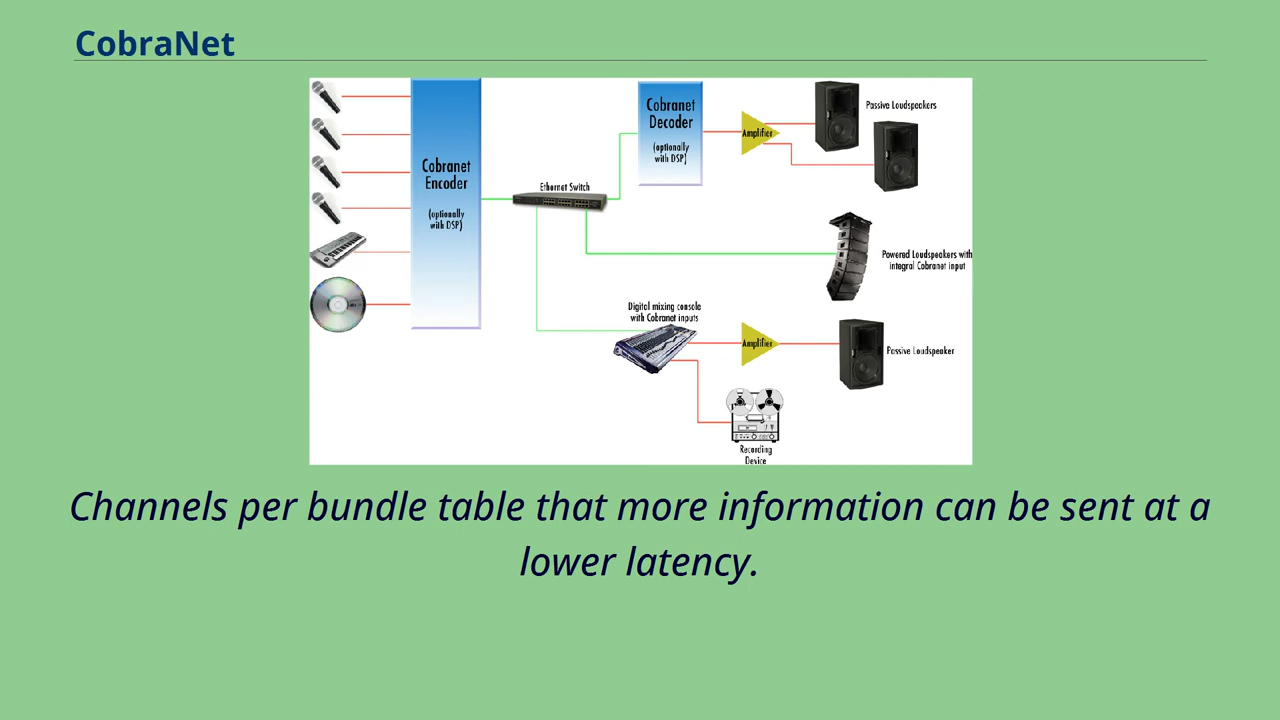 CobraNet
Cobranet
Encoder
(optionally
with DSP)
Ethernet Switch
Cobranet
Decoder
(optionally
with DSP)
Amplifier
Passive Loudspeakers
Powered Loudspeakers with
integral Cobranet input
Digital mixing console
with Cobranet inputs
Amplifier
Passive Loudspeaker
Recording
Device
Channels per bundle table that more information can be sent at a
lower latency.